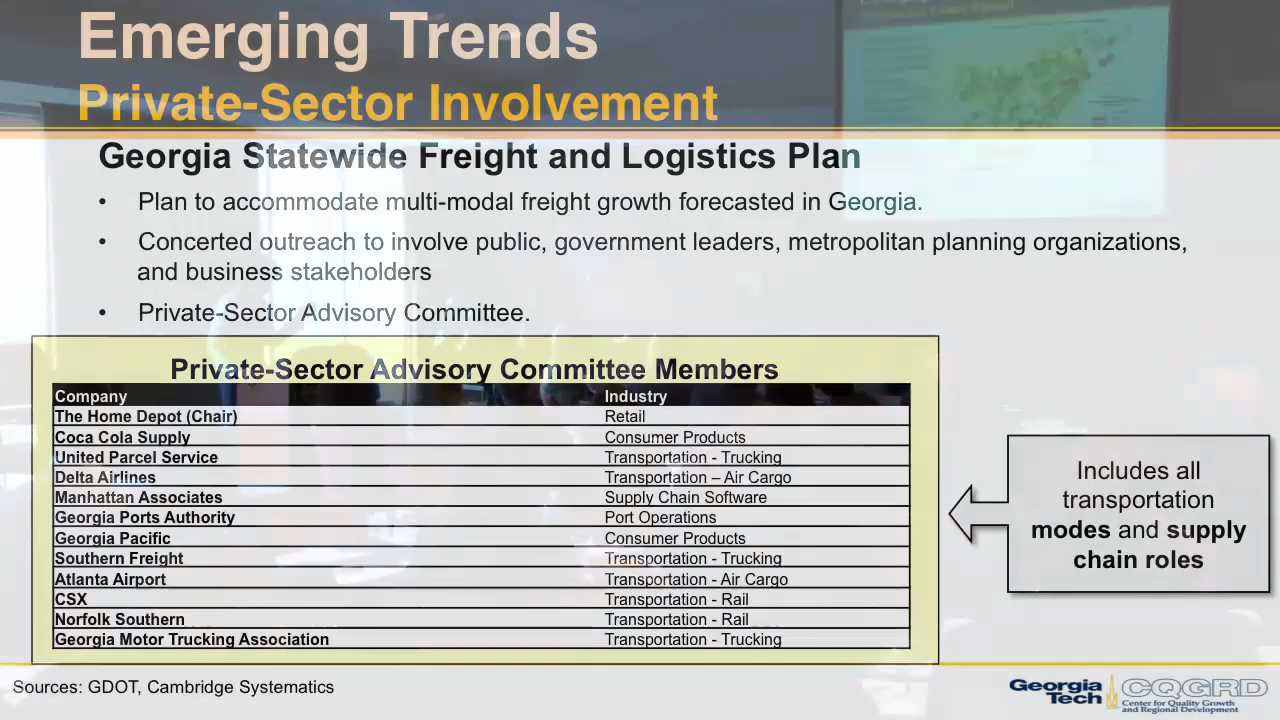 Emerging Trends
Private-Sector Involvement
Georgia Statewide Freight and Logistics Plan
• Plan to accommodate multi-modal freight growth forecasted in Georgia.
• Concerted outreach to involve public, government leaders, metropolitan planning organizations,
and business stakeholders
• Private-Sector Advisory Committee.
Private-Sector Advisory Committee Members
Company Industry
The Home Depot (Chair) Retail
Coca Cola Supply Consumer Products
United Parcel Service Transportation - Trucking
Delta Airlines Transportation – Air Cargo
Manhattan Associates Supply Chain Software
Georgia Ports Authority Port Operations
Georgia Pacific Consumer Products
Southern Freight Transportation - Trucking
Atlanta Airport Transportation - Air Cargo
CSX Transportation - Rail
Norfolk Southern Transportation - Rail
Georgia Motor Trucking Association Transportation - Trucking
Includes all
transportation
modes and supply
chain roles
Sources: GDOT, Cambridge Systematics
Georgia
Tech
CQGRD
Center for Quality Growth
and Regional Development